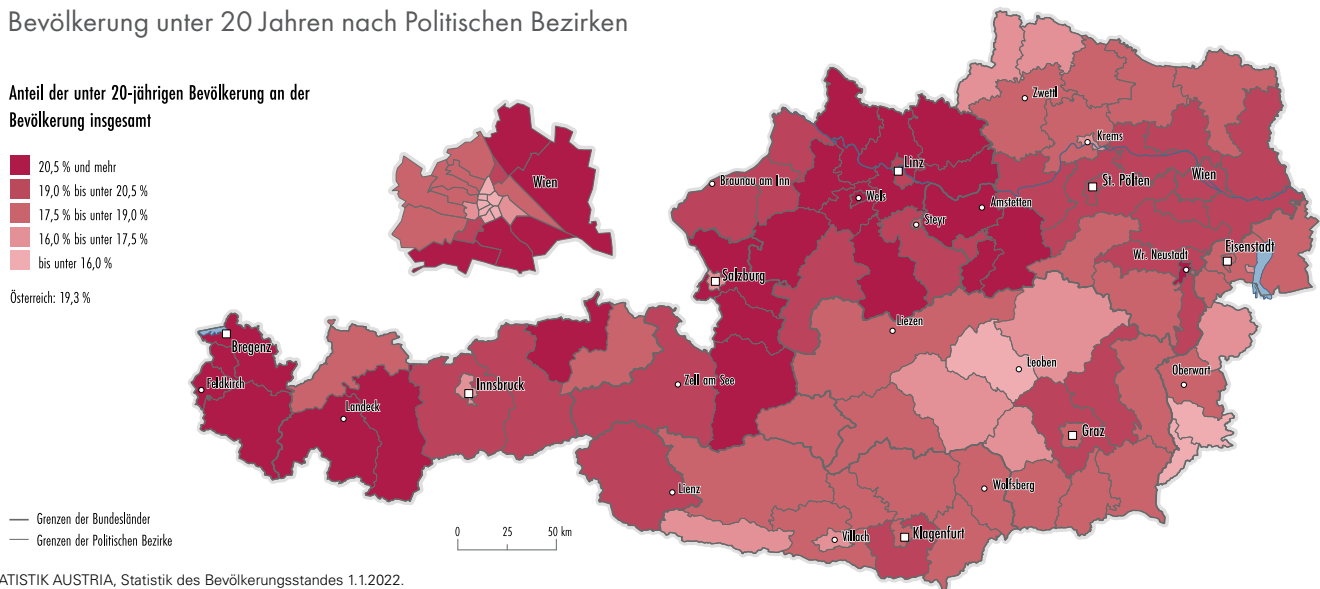 Bevölkerung unter 20 Jahren nach Politischen Bezirken
Anteil der unter 20-jährigen Bevölkerung an der
Bevölkerung insgesamt
20,5 % und mehr
19,0 % bis unter 20,5 %
17,5 % bis unter 19,0 %
16,0 % bis unter 17,5 %
bis unter 16,0 %
Österreich: 19,3 %
Wien
Zwettl
Krems
Linz
Braunau am Inn
St. Pölten
Wien
Wels
Amstetten
Steyr
Wr. Neustadt
Eisenstadt
Salzburg
Liezen
Bregenz
Leoben
Oberwart
Feldkirch
Innsbruck
Zell am See
Landeck
Graz
Lienz
Wolfsberg
Villach
Klagenfurt
Grenzen der Bundesländer
Grenzen der Politischen Bezirke
0 25 50 km
ATISTIK AUSTRIA, Statistik des Bevölkerungsstandes 1.1.2022.